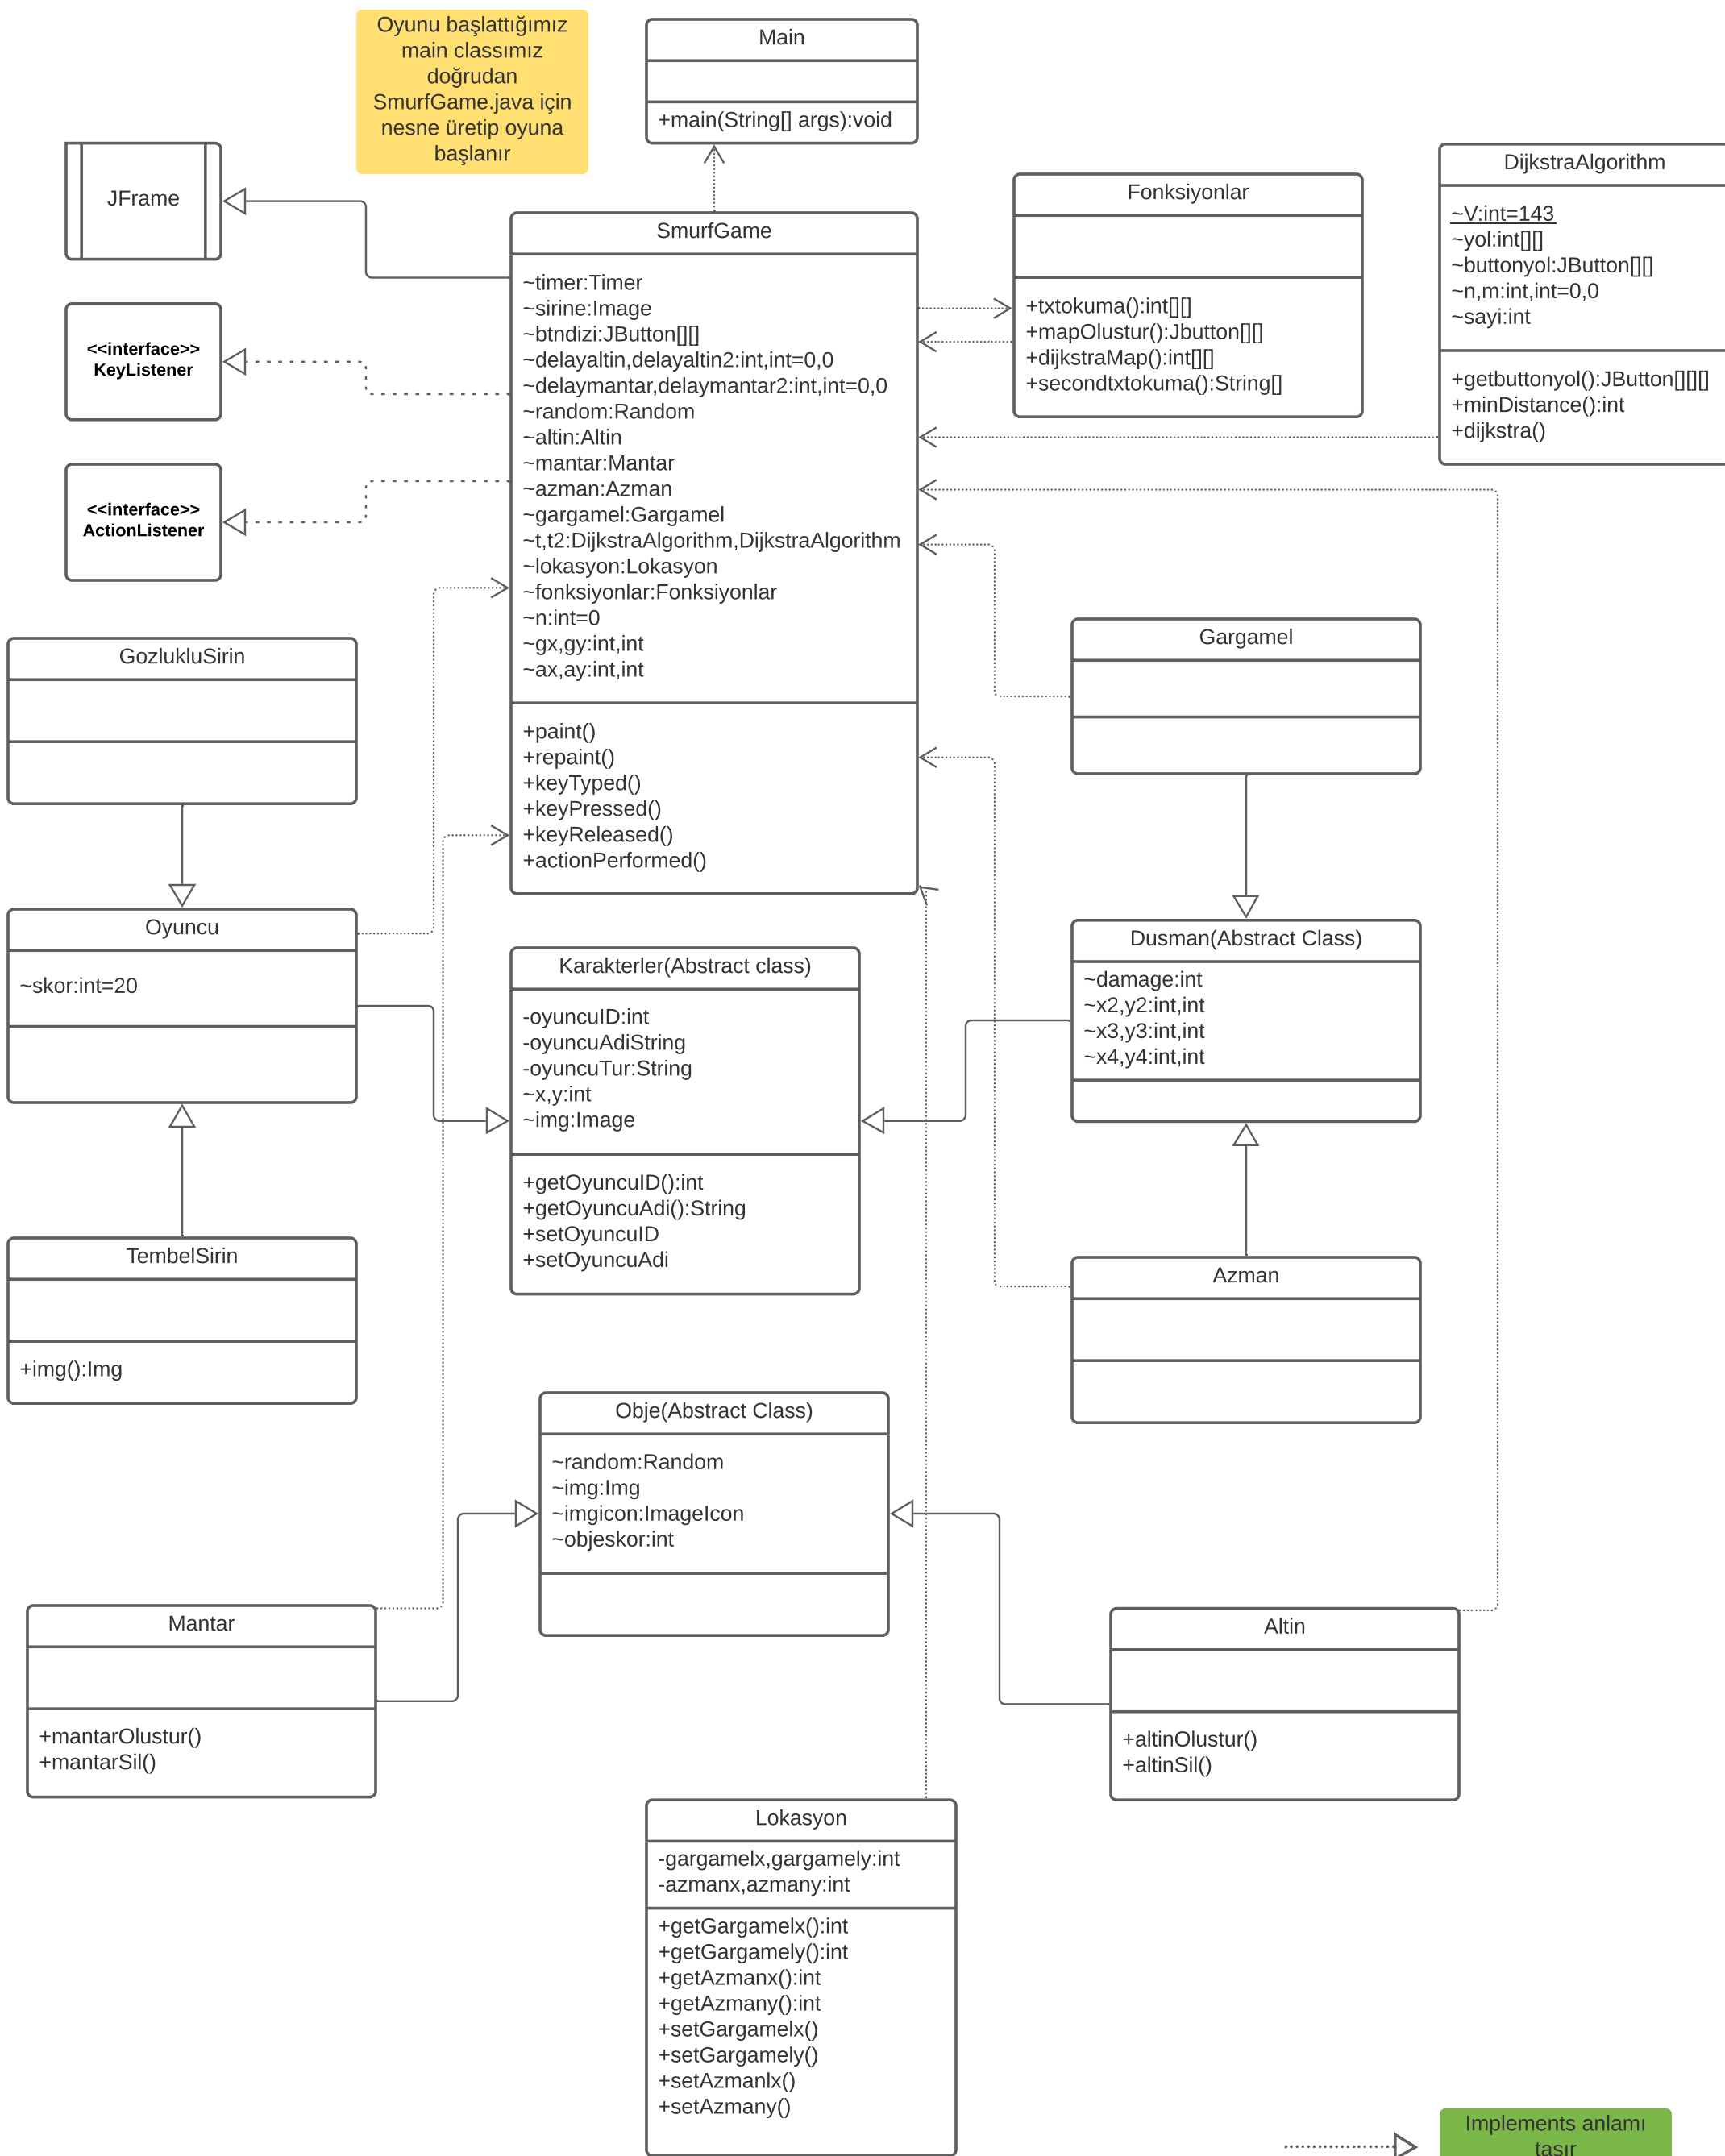 Oyunu başlattığımız
main classımız
doğrudan
SmurfGame.java için
nesne üretip oyuna
başlanır
Main
+main(String[] args):void
JFrame
<<interface>>
KeyListener
<<interface>>
ActionListener
SmurfGame
~timer:Timer
~sirine:Image
~btndizi:JButton[][]
~delayaltin,delayaltin2:int,int=0,0
~delaymantar,delaymantar2:int,int=0,0
~random:Random
~altin:Altin
~mantar:Mantar
~azman:Azman
~gargamel:Gargamel
~t,t2:DijkstraAlgorithm,DijkstraAlgorithm
~lokasyon:Lokasyon
~fonksiyonlar:Fonksiyonlar
~n:int=0
~gx,gy:int,int
~ax,ay:int,int
+paint()
+repaint()
+keyTyped()
+keyPressed()
+keyReleased()
+actionPerformed()
Fonksiyonlar
+txtokuma():int[][]
+mapOlustur():Jbutton[][]
+dijkstraMap():int[][]
+secondtxtokuma():String[]
DijkstraAlgorithm
~V:int=143
~yol:int[][]
~buttonyol:JButton[][]
~n,m:int,int=0,0
~sayi:int
+getbuttonyol():JButton[][][]
+minDistance():int
+dijkstra()
GozlukluSirin
Oyuncu
~skor:int=20
TembelSirin
+img():Img
Karakterler(Abstract class)
-oyuncuID:int
-oyuncuAdiString
-oyuncuTur:String
~x,y:int
~img:Image
+getOyuncuID():int
+getOyuncuAdi():String
+setOyuncuID
+setOyuncuAdi
Gargamel
Dusman(Abstract Class)
~damage:int
~x2,y2:int,int
~x3,y3:int,int
~x4,y4:int,int
Azman
Obje(Abstract Class)
~random:Random
~img:Img
~imgicon:ImageIcon
~objeskor:int
Mantar
+mantarOlustur()
+mantarSil()
Altin
+altinOlustur()
+altinSil()
Lokasyon
-gargamelx,gargamely:int
-azmanx,azmany:int
+getGargamelx():int
+getGargamely():int
+getAzmanx():int
+getAzmany():int
+setGargamelx()
+setGargamely()
+setAzmanlx()
+setAzmany()
Implements anlamı
taşır